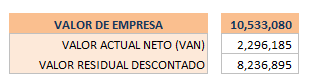 VALOR DE EMPRESA 10,533,080
VALOR ACTUAL NETO (VAN) 2,296,185
VALOR RESIDUAL DESCONTADO 8,236,895